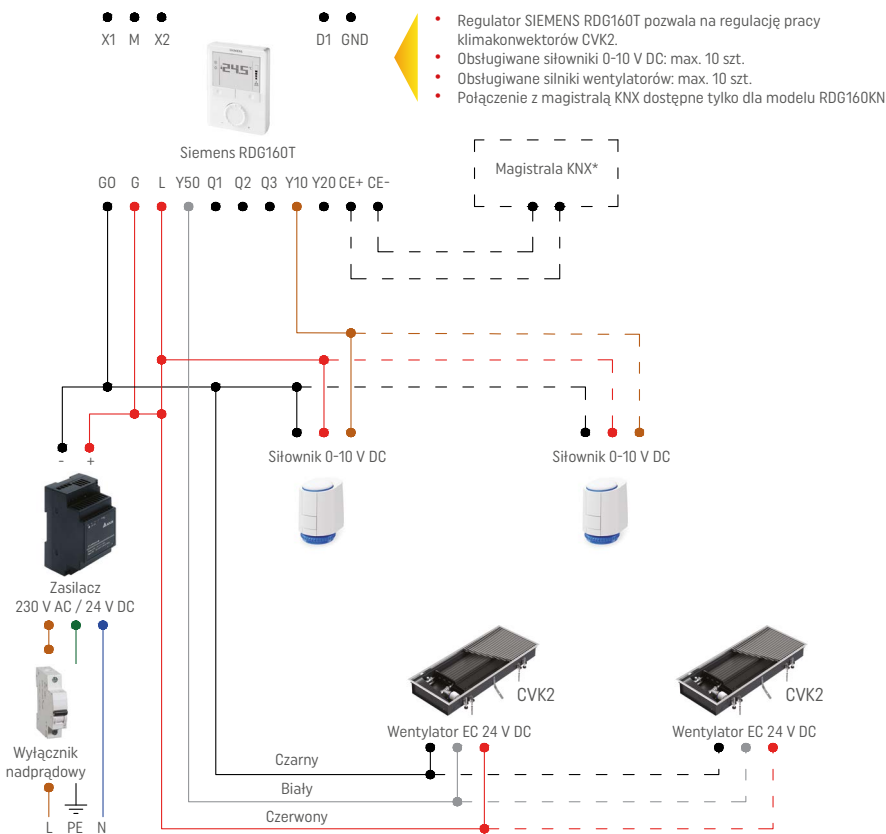 X1 M X2
D1 GND
• Regulator SIEMENS RDG160T pozwala na regulację pracy
klimakonwektorów CVK2.
• Obsługiwane siłowniki 0-10 V DC: max. 10 szt.
• Obsługiwane silniki wentylatorów: max. 10 szt.
• Połączenie z magistralą KNX dostępne tylko dla modelu RDG160KN
24.5°
Siemens RDG160T
Magistrala KNX*
G0 G L Y50 Q1 Q2 Q3 Y10 Y20 CE+ CE-
- +
Siłownik 0-10 V DC
Siłownik 0-10 V DC
Zasilacz
230 V AC / 24 V DC
CVK2
CVK2
Wentylator EC 24 V DC
Wentylator EC 24 V DC
Wyłącznik
nadprądowy
Czarny
Biały
Czerwony
L PE N